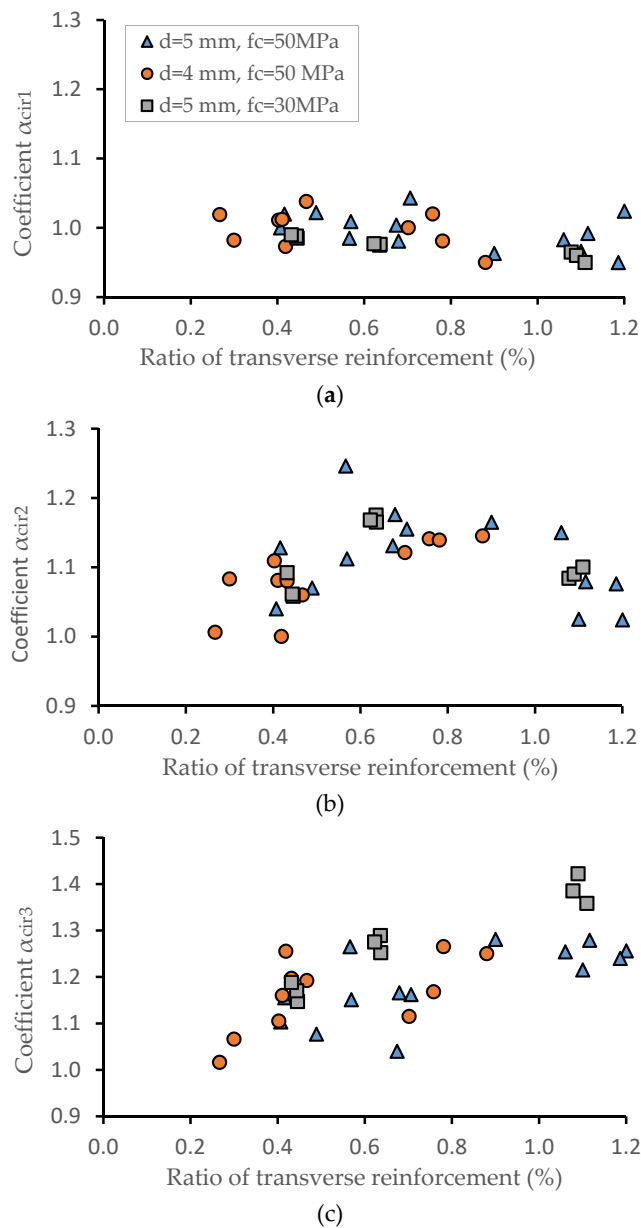 1.3
1.2
1.1
1.0
0.9
Coefficient αcir1
d=5 mm, fc=50MPa
d=4 mm, fc=50 MPa
d=5 mm, fc=30MPa
0.0 0.2 0.4 0.6 0.8 1.0 1.2
Ratio of transverse reinforcement (%)
(a)
1.3
1.2
1.1
1.0
0.9
Coefficient αcir2
0.0 0.2 0.4 0.6 0.8 1.0 1.2
Ratio of transverse reinforcement (%)
(b)
1.5
1.4
1.3
1.2
1.1
1.0
0.9
Coefficient αcir3
0.0 0.2 0.4 0.6 0.8 1.0 1.2
Ratio of transverse reinforcement (%)
(c)